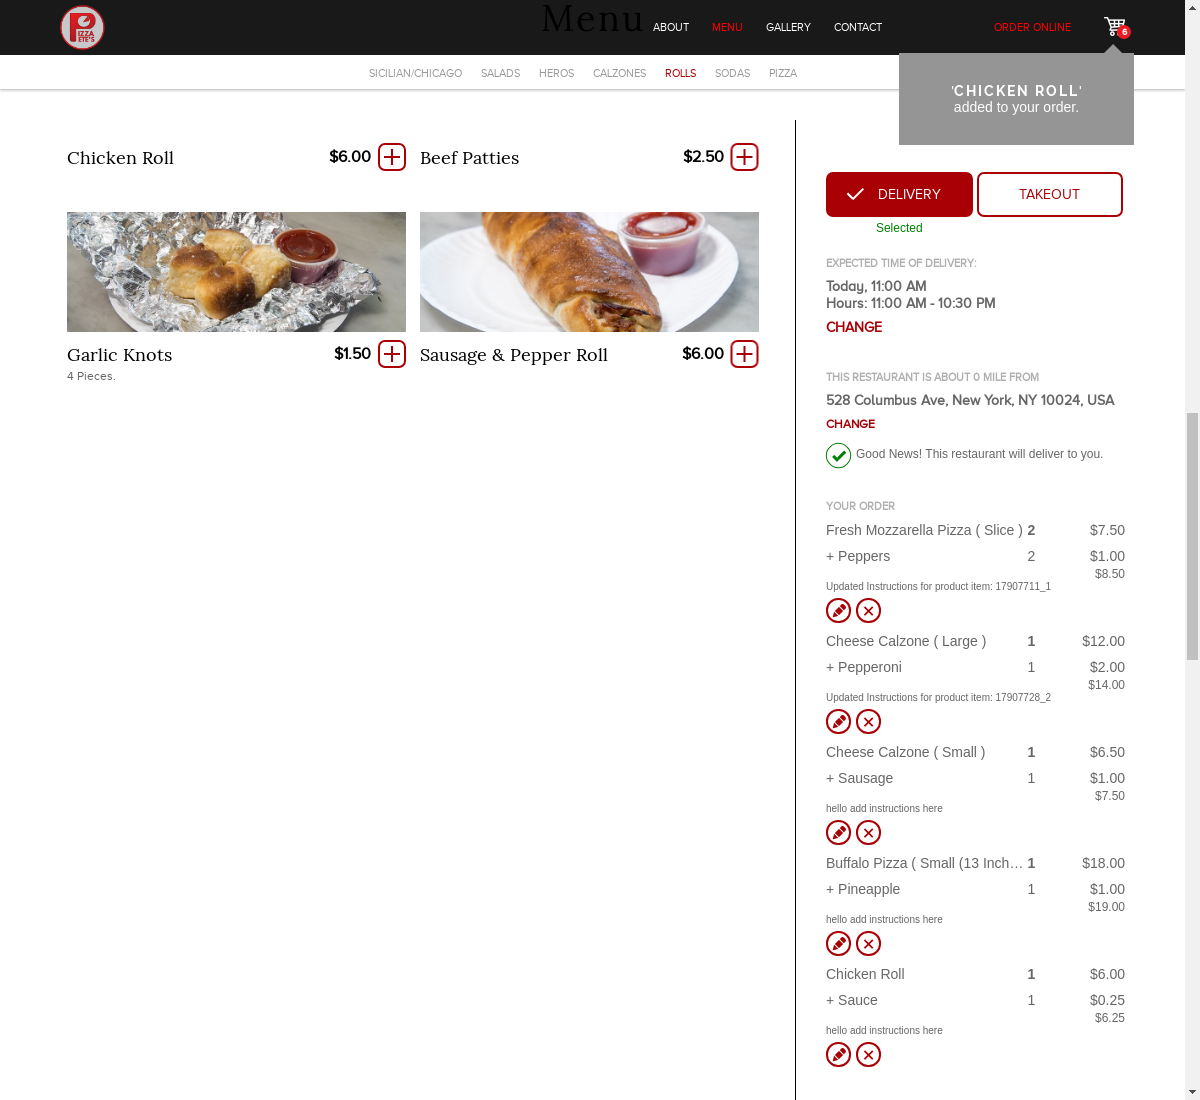 PIZZA
PETE'S
Menu
ABOUT
MENU
GALLERY
CONTACT
ORDER ONLINE
6
SICILIAN/CHICAGO
SALADS
HEROS
CALZONES
ROLLS
SODAS
PIZZA
'CHICKEN ROLL'
added to your order.
Chicken Roll $6.00
Beef Patties $2.50
Garlic Knots $1.50
4 Pieces.
Sausage & Pepper Roll $6.00
DELIVERY
TAKEOUT
Selected
EXPECTED TIME OF DELIVERY:
Today, 11:00 AM
Hours: 11:00 AM - 10:30 PM
CHANGE
THIS RESTAURANT IS ABOUT 0 MILE FROM
528 Columbus Ave, New York, NY 10024, USA
CHANGE
Good News! This restaurant will deliver to you.
YOUR ORDER
Fresh Mozzarella Pizza ( Slice ) 2 $7.50
+ Peppers 2 $1.00
$8.50
Updated Instructions for product item: 17907711_1
Cheese Calzone ( Large ) 1 $12.00
+ Pepperoni 1 $2.00
$14.00
Updated Instructions for product item: 17907728_2
Cheese Calzone ( Small ) 1 $6.50
+ Sausage 1 $1.00
$7.50
hello add instructions here
Buffalo Pizza ( Small (13 Inch… 1 $18.00
+ Pineapple 1 $1.00
$19.00
hello add instructions here
Chicken Roll 1 $6.00
+ Sauce 1 $0.25
$6.25
hello add instructions here